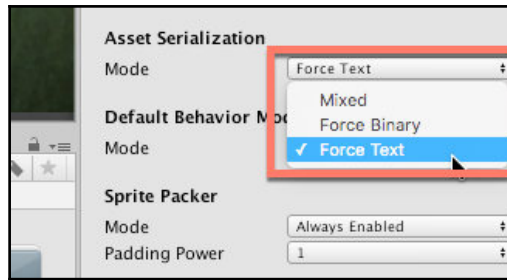 Asset Serialization
Mode Force Text
Mixed
Default Behavior Mo
Force Binary
Mode ✓ Force Text
Sprite Packer
Mode Always Enabled
Padding Power 1